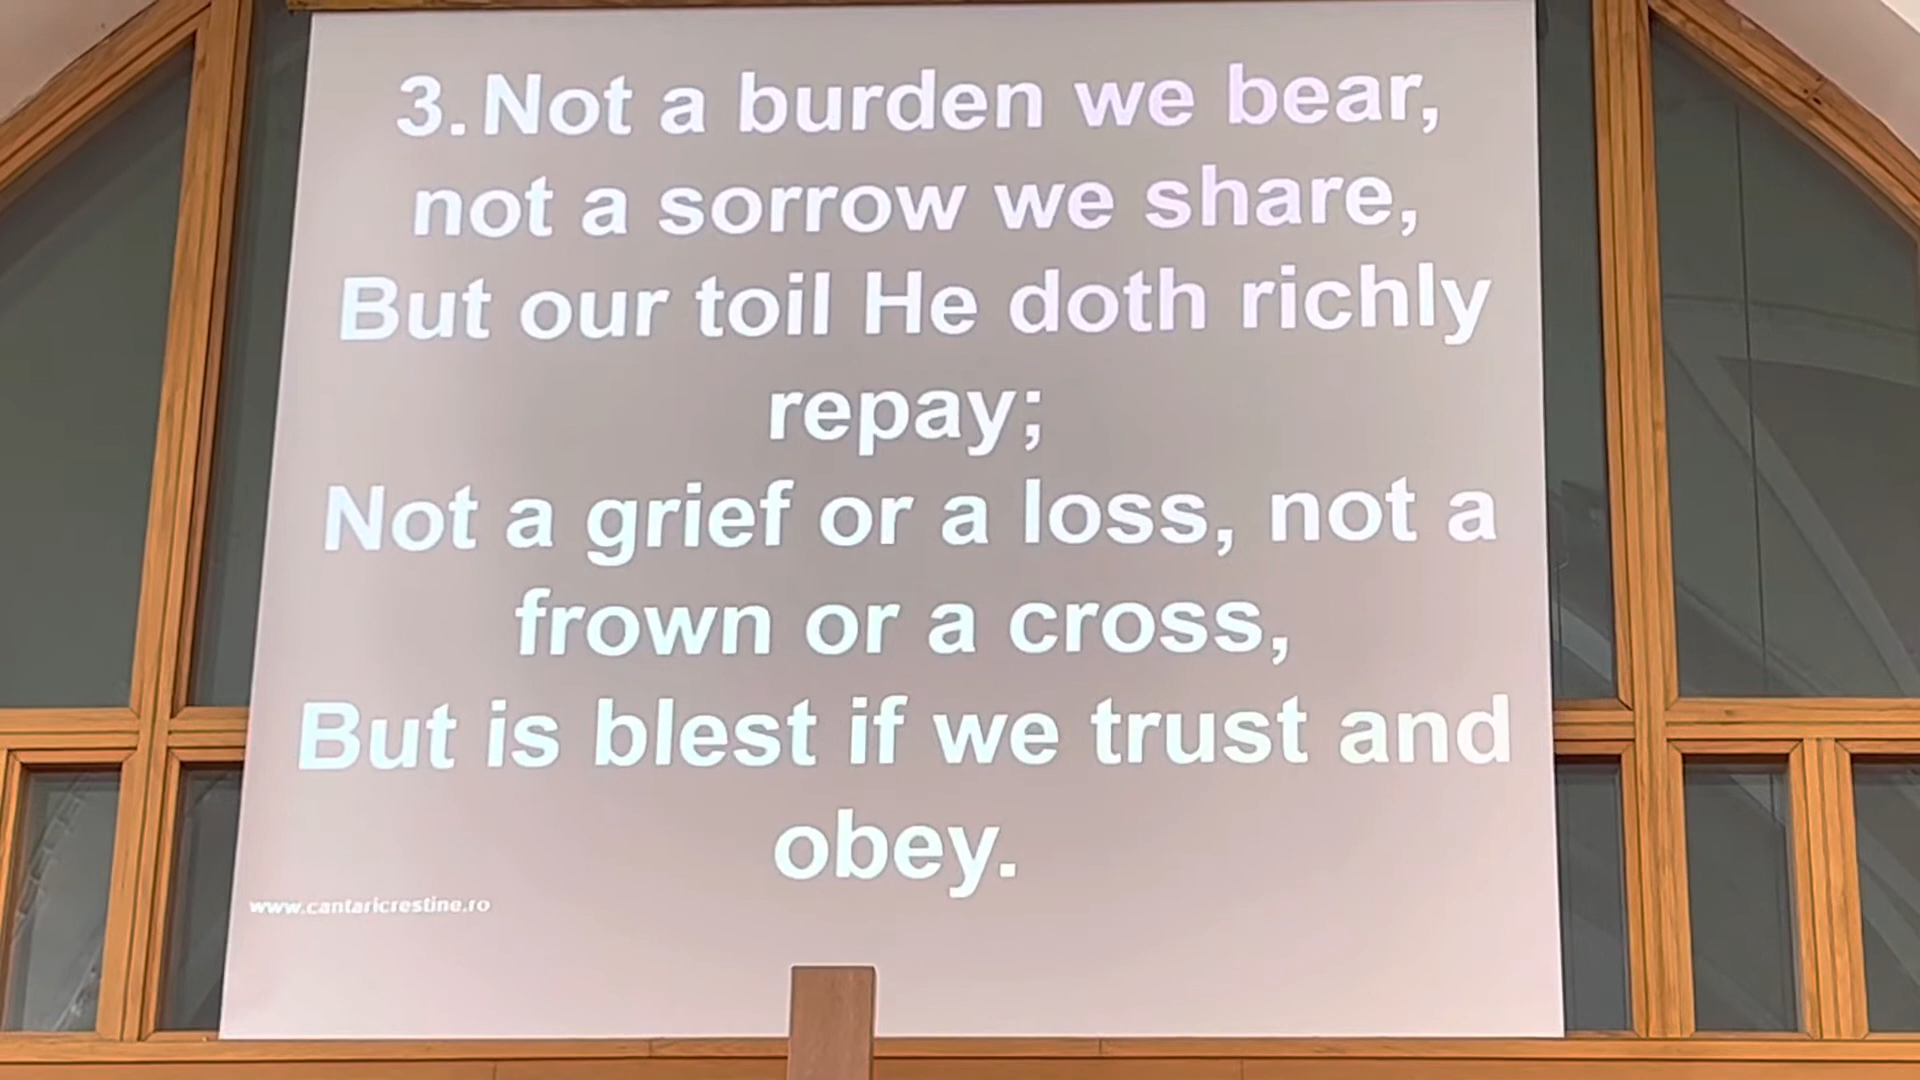 3. Not a burden we bear,
not a sorrow we share,
But our toil He doth richly
repay;
Not a grief or a loss, not a
frown or a cross,
But is blest if we trust and
obey.
www.cantaricrestine.ro